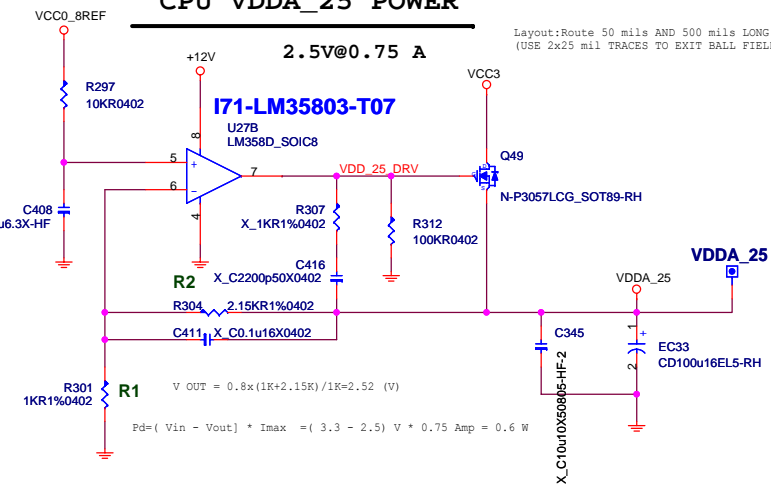 CPU VDDA_25 POWER
VCC0_8REF
Layout:Route 50 mils AND 500 mils LONG
(USE 2x25 mil TRACES TO EXIT BALL FIEL
2.5V@0.75 A
+12V
VCC3
R297
10KR0402
I71-LM35803-T07
U27B
LM358D_SOIC8
8
5
+
7
6
-
4
VDD_25_DRV
Q49
N-P3057LCG_SOT89-RH
C408
u6.3X-HF
R307
X_1KR1%0402
R312
100KR0402
C416
X_C2200p50X0402
R2
R304
2.15KR1%0402
C411
X_C0.1u16X0402
VDDA_25
VDDA_25
C345
X_C10u10X50805-HF-2
1
+
2
EC33
CD100u16EL5-RH
R301
1KR1%0402
R1
V OUT = 0.8x(1K+2.15K)/1K=2.52 (V)
Pd=( Vin - Vout] * Imax =( 3.3 - 2.5) V * 0.75 Amp = 0.6 W